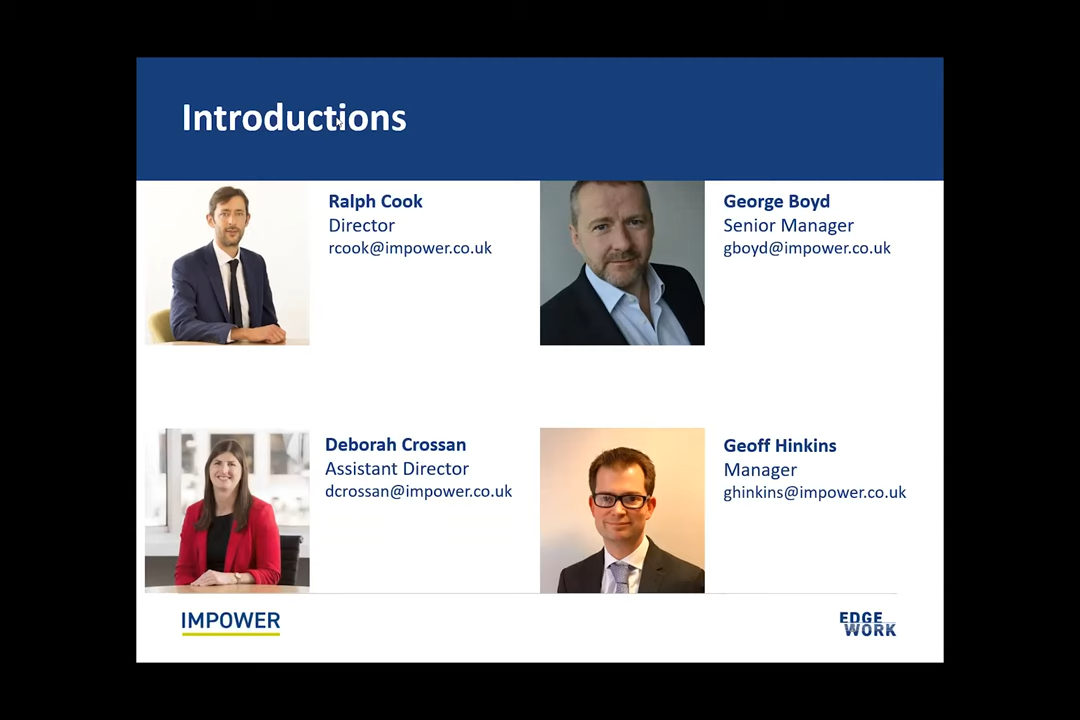 Introductions
Ralph Cook
Director
rcook@impower.co.uk
George Boyd
Senior Manager
gboyd@impower.co.uk
Deborah Crossan
Assistant Director
dcrossan@impower.co.uk
Geoff Hinkins
Manager
ghinkins@impower.co.uk
IMPOWER
EDGE
WORK